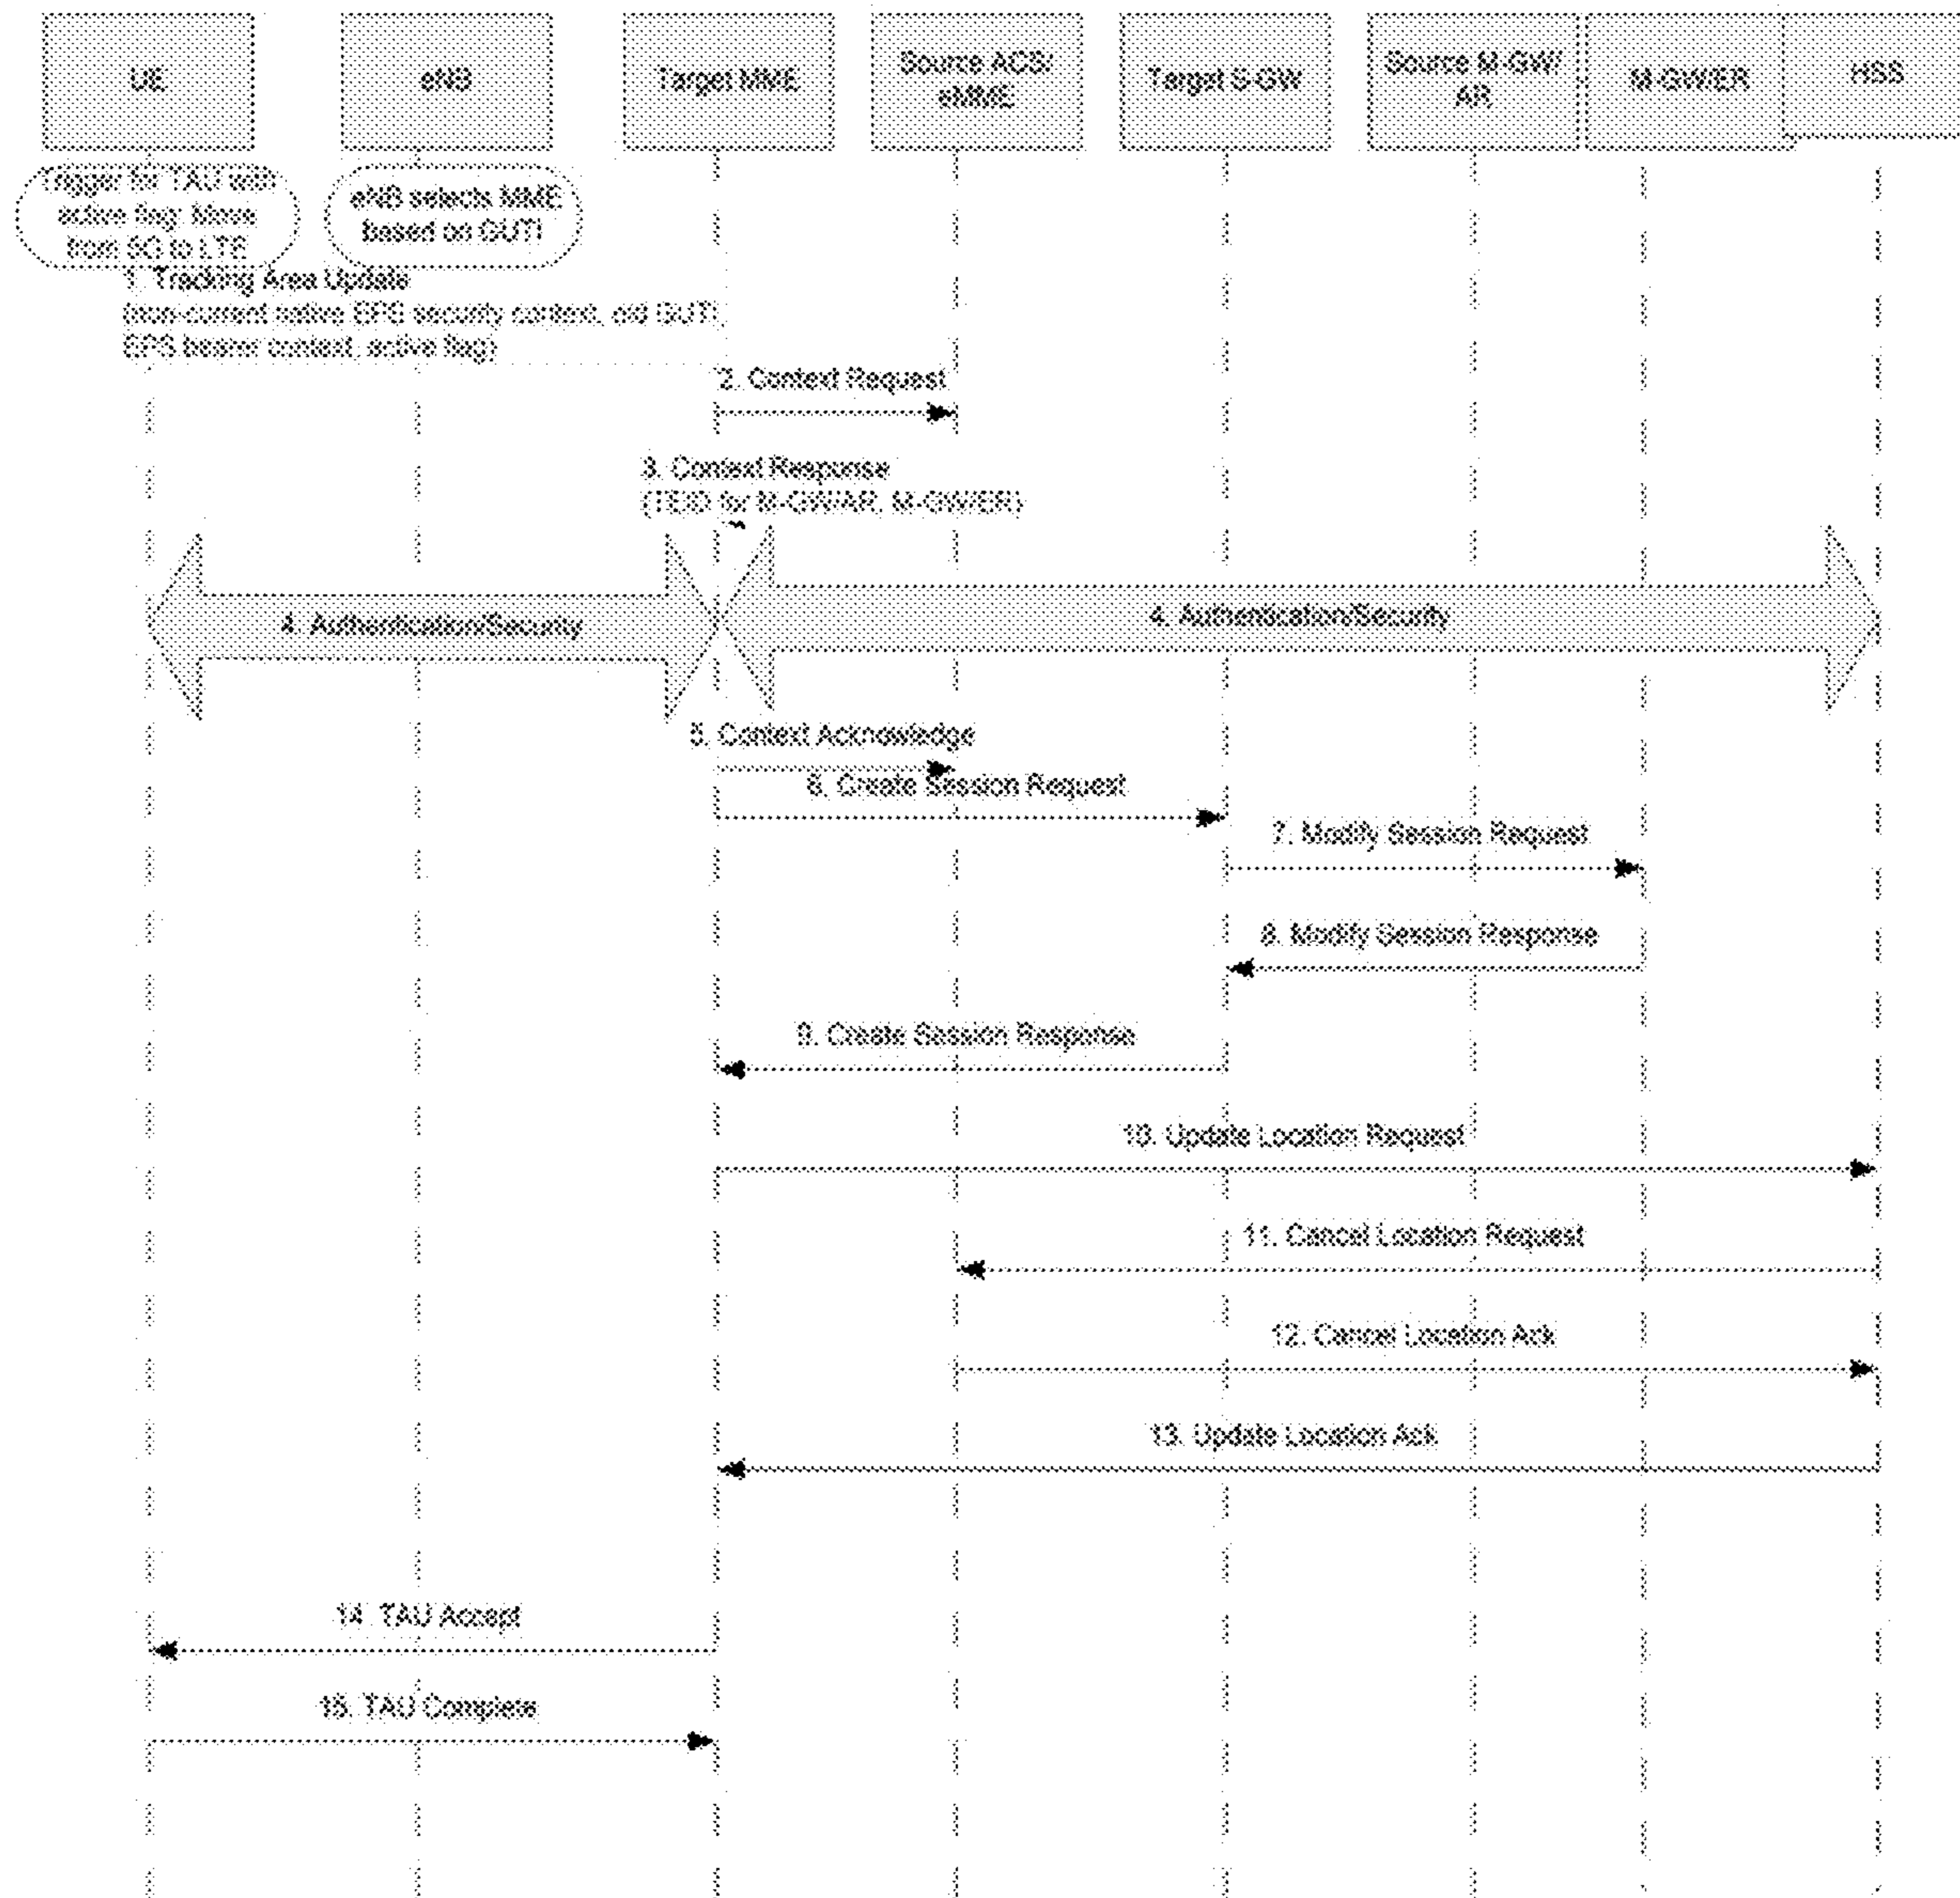 UE
eNB
Target MME
Source ACS/
eMME
Target S-GW
Source M-GW/
AR
M-GW/ER
HSS
Trigger for TAU with
active flag: Move
from 5G to LTE
eNB selects MME
based on GUTI
1. Tracking Area Update
(non-current native EPS security context, old GUTI,
EPS bearer context, active flag)
2. Context Request
3. Context Response
(TEID for M-GW/AR, M-GW/ER)
4. Authentication/Security
4. Authentication/Security
5. Context Acknowledge
6. Create Session Request
7. Modify Session Request
8. Modify Session Response
9. Create Session Response
10. Update Location Request
11. Cancel Location Request
12. Cancel Location Ack
13. Update Location Ack
14. TAU Accept
15. TAU Complete